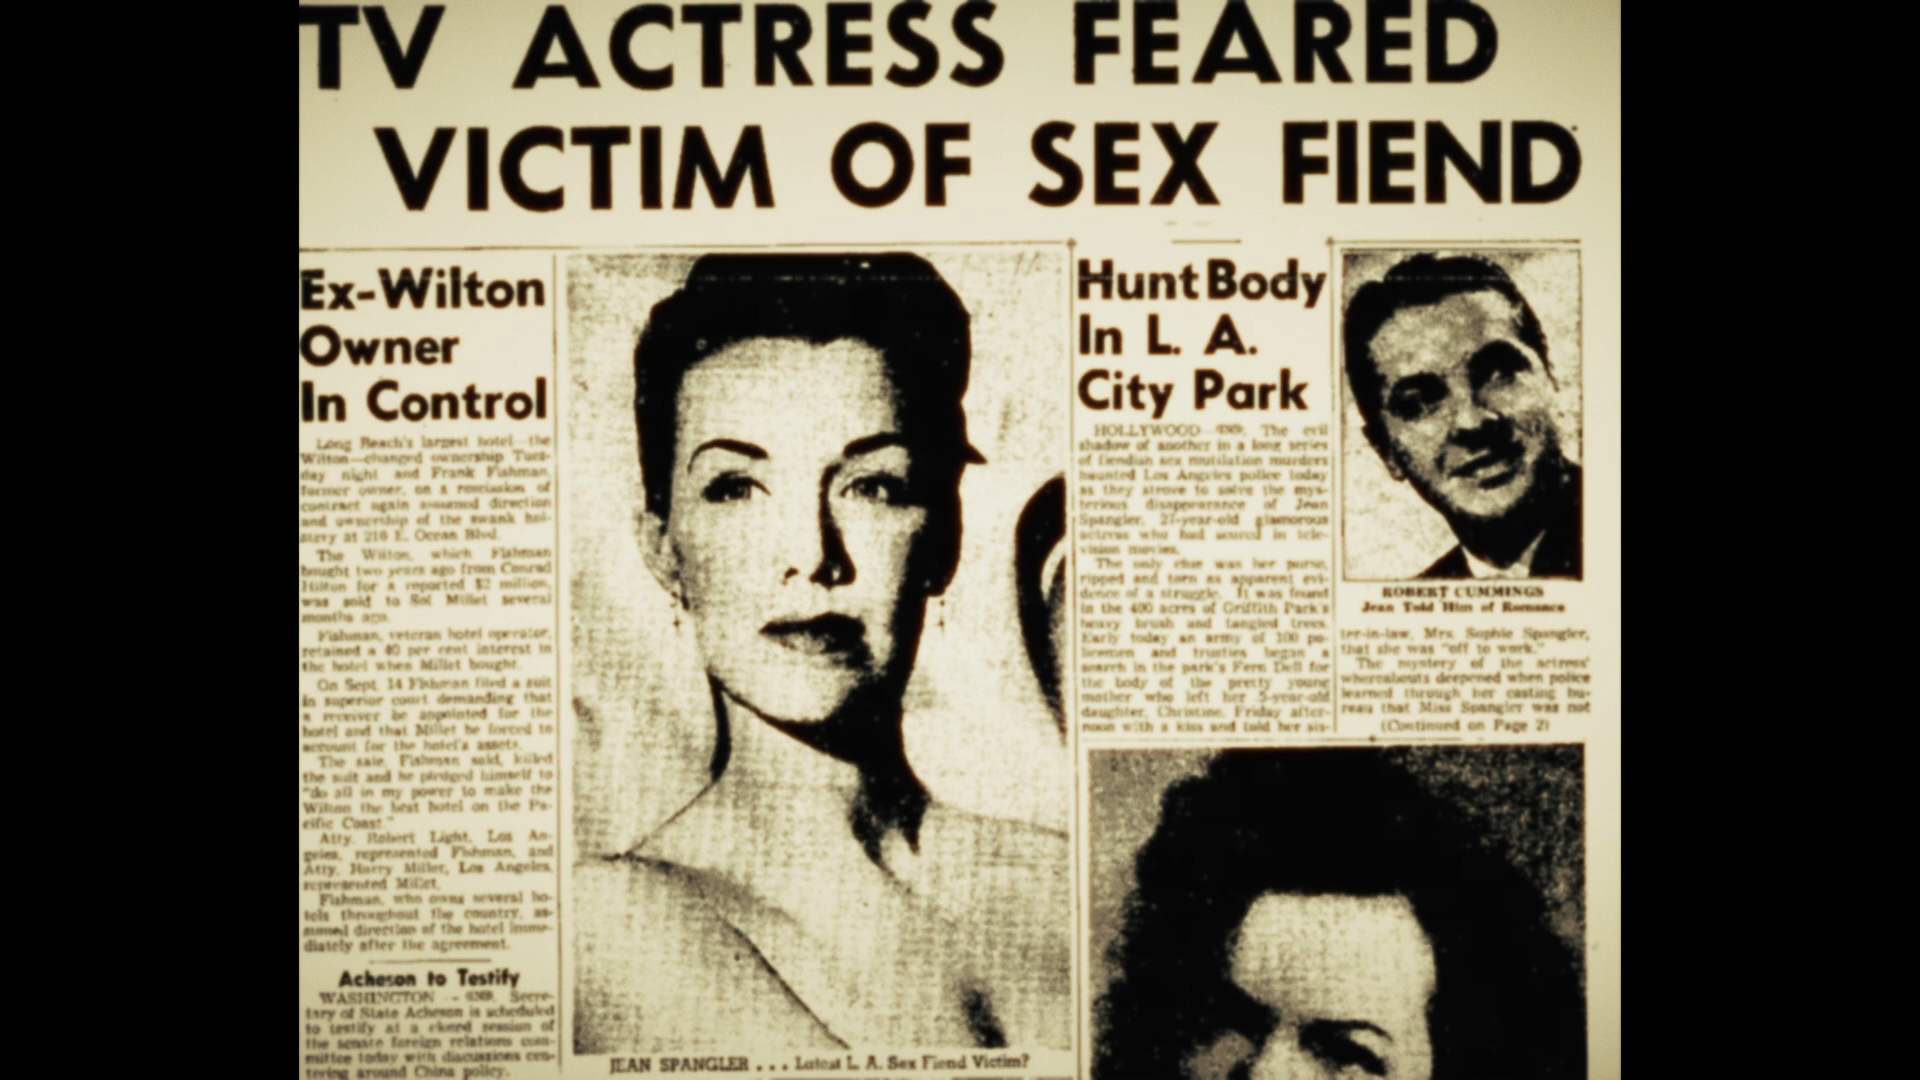 TV ACTRESS FEARED
VICTIM OF SEX FIEND
Ex-Wilton
Owner
In Control
Long Beach's largest hotel—the
Wilton—changed ownership Tues-
day night and Frank Fishman,
former owner, on a rescission of
contract again assumed direction
and ownership of the swank hos-
telry at 210 E. Ocean Blvd.
The Wilton, which Fishman
bought two years ago from Conrad
Hilton for a reported $2 million,
was sold to Sol Millet several
months ago.
Fishman, veteran hotel operator,
retained a 40 per cent interest in
the hotel when Millet bought.
On Sept. 14 Fishman filed a suit
in superior court demanding that
a receiver be appointed for the
hotel and that Millet be forced to
account for the hotel's assets.
The sale, Fishman said, killed
the suit and he pledged himself to
"do all in my power to make the
Wilton the best hotel on the Pa-
cific Coast."
Atty. Robert Light, Los An-
geles, represented Fishman, and
Atty. Harry Miller, Los Angeles,
represented Millet.
Fishman, who owns several ho-
tels throughout the country, as-
sumed direction of the hotel imme-
diately after the agreement.
Acheson to Testify
WASHINGTON - Secre-
tary of State Acheson is scheduled
to testify at a closed session of
the senate foreign relations com-
mittee today with discussions cen-
tering around China policy.
JEAN SPANGLER . . . Latest L. A. Sex Fiend Victim?
Hunt Body
In L. A.
City Park
HOLLYWOOD The evil
shadow of another in a long series
of fiendish sex mutilation murders
haunted Los Angeles police today
as they strove to solve the mys-
terious disappearance of Jean
Spangler, 27-year-old glamorous
actress who had scored in tele-
vision movies.
The only clue was her purse,
ripped and torn as apparent evi-
dence of a struggle. It was found
in the 400 acres of Griffith Park's
heavy brush and tangled trees.
Early today an army of 100 po-
licemen and trusties began a
search in the park's Fern Dell for
the body of the pretty young
mother who left her 5-year-old
daughter, Christine, Friday after-
noon with a kiss and told her sis-
ROBERT CUMMINGS
Jean Told Him of Romance
ter-in-law, Mrs. Sophie Spangler,
that she was "off to work."
The mystery of the actress'
whereabouts deepened when police
learned through her casting bu-
reau that Miss Spangler was not
(Continued on Page 2)